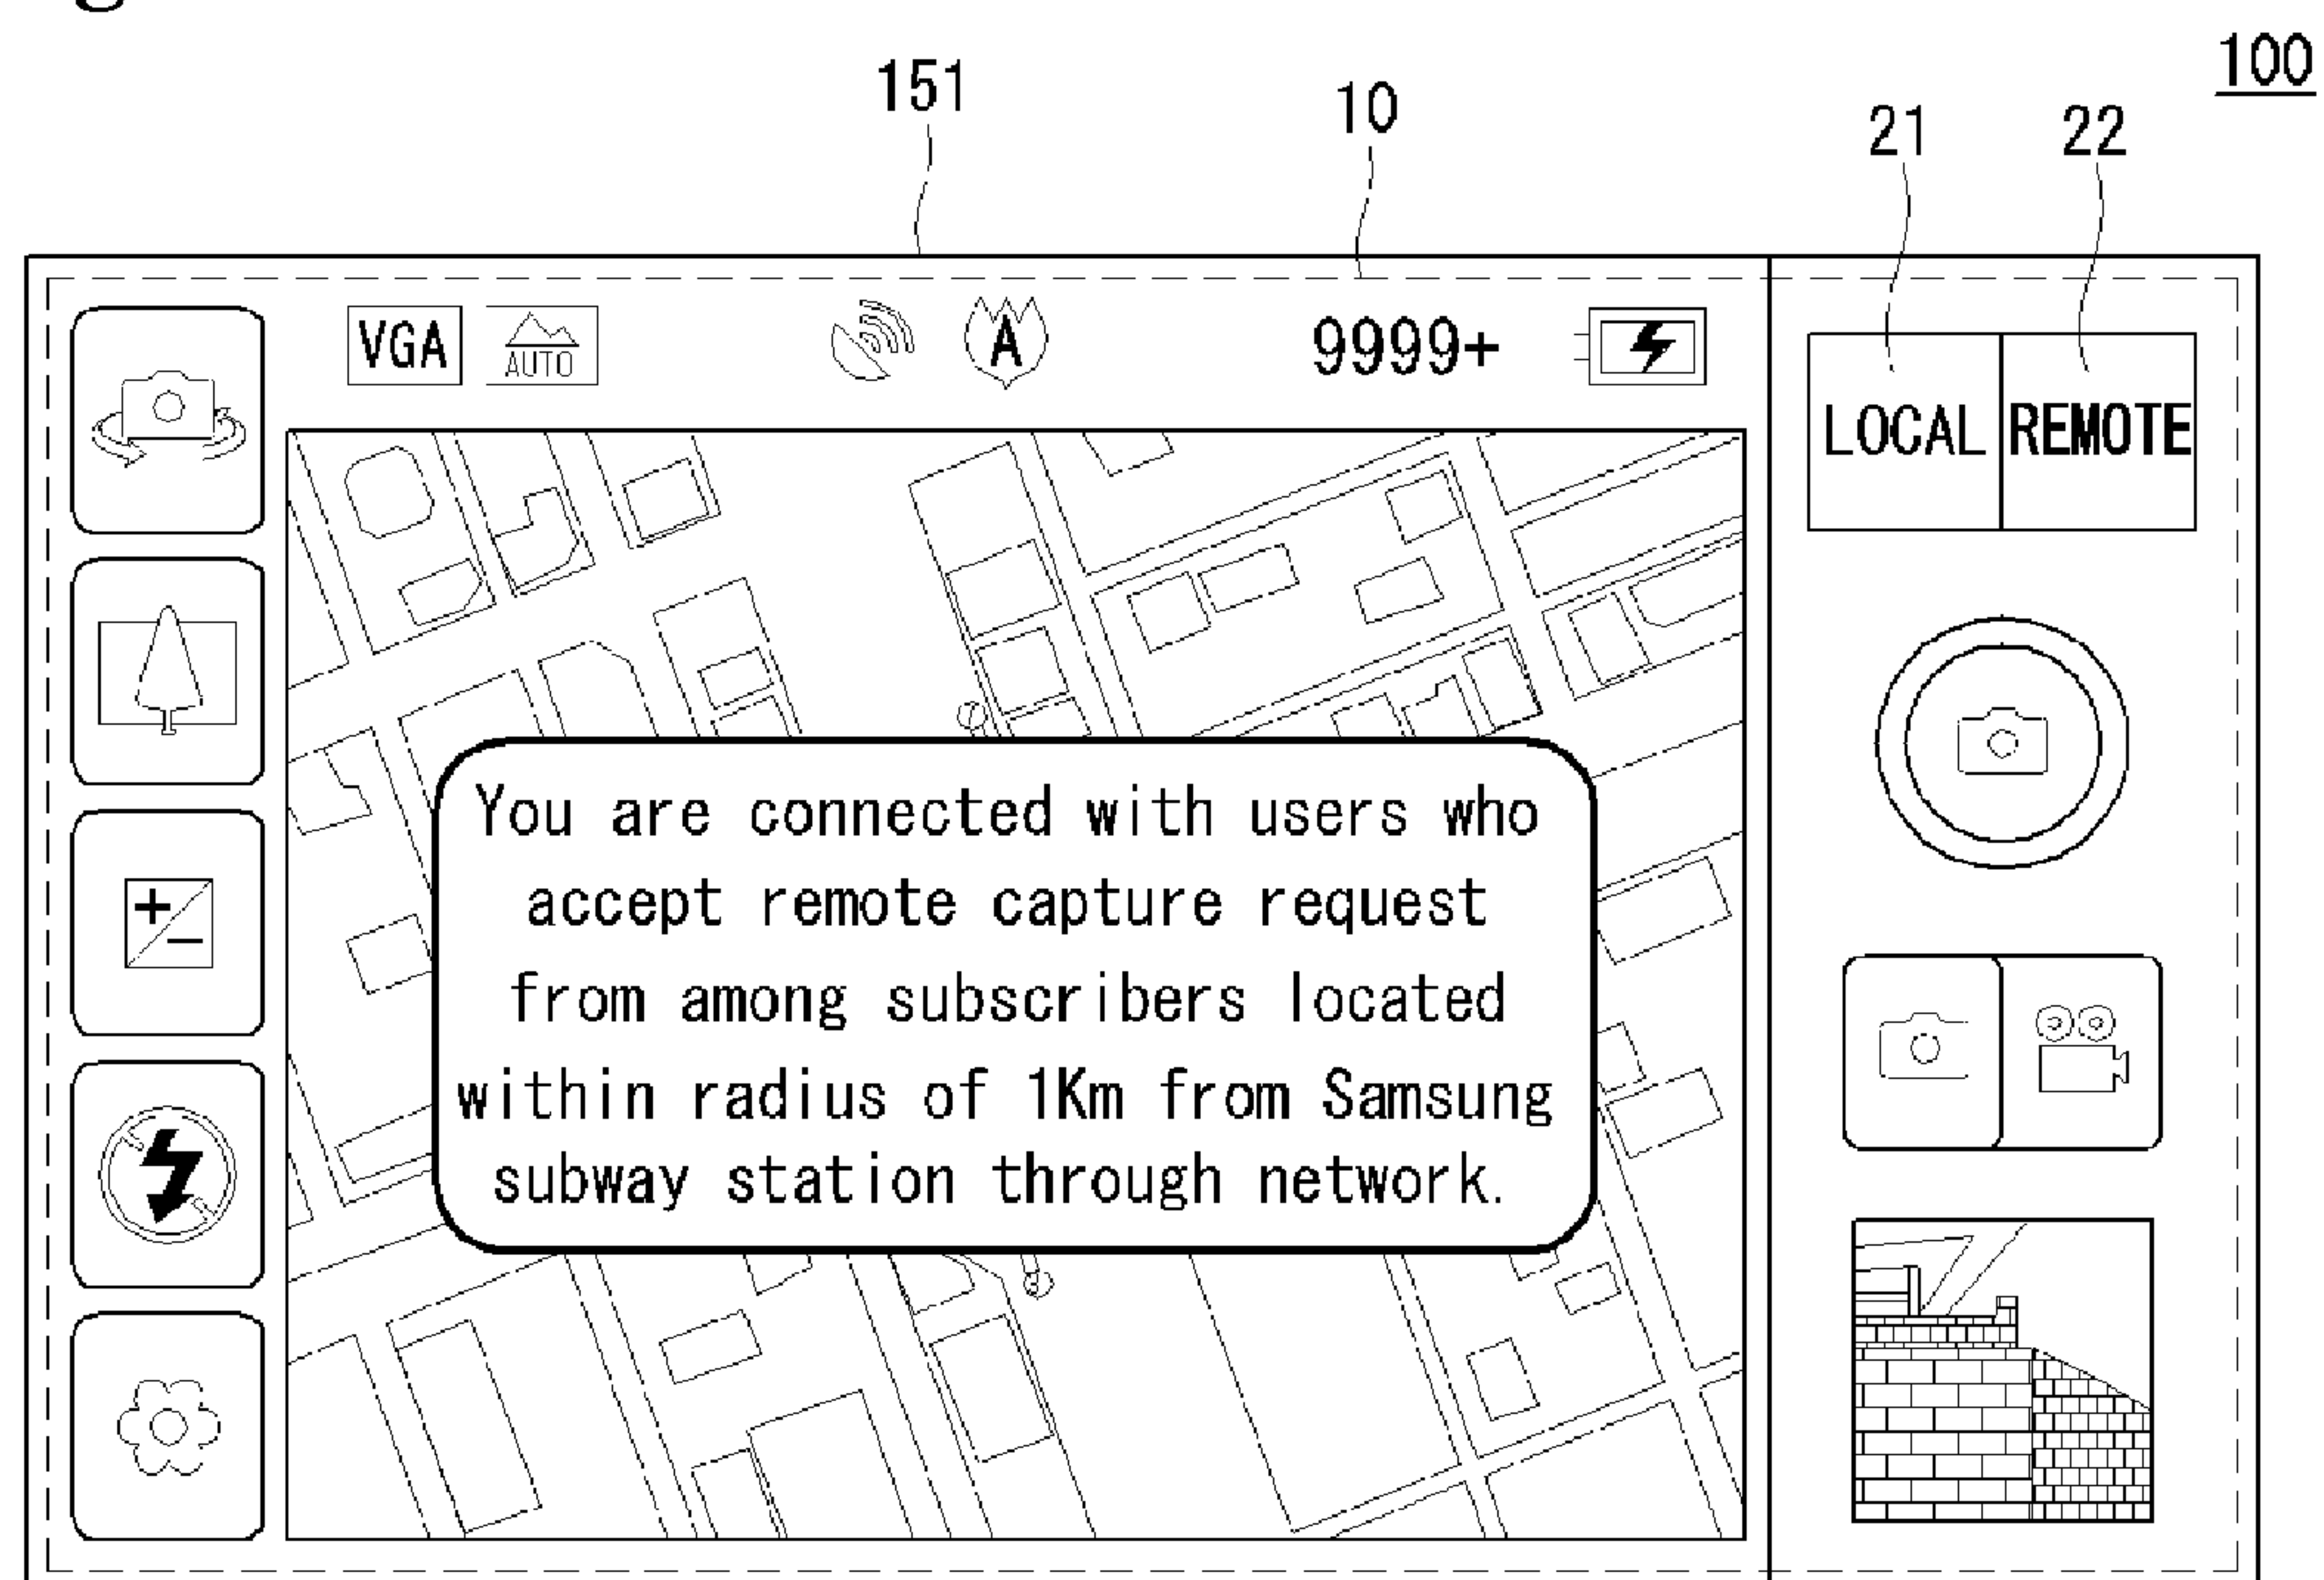 100
151
10
21
22
VGA
AUTO
A
9999+
LOCAL
REMOTE
You are connected with users who
accept remote capture request
from among subscribers located
within radius of 1Km from Samsung
subway station through network.